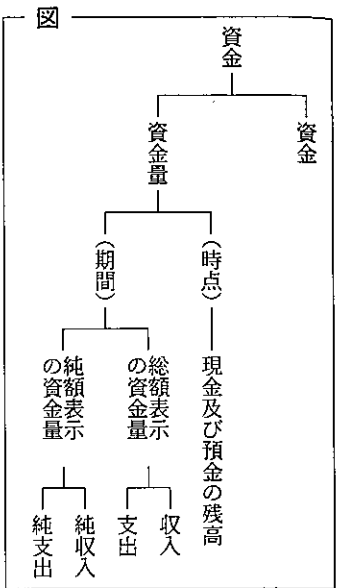 図
資金
資金
資金量
(時点)
現金及び預金の残高
(期間)
総額表示
の資金量
収入
支出
純額表示
の資金量
純収入
純支出